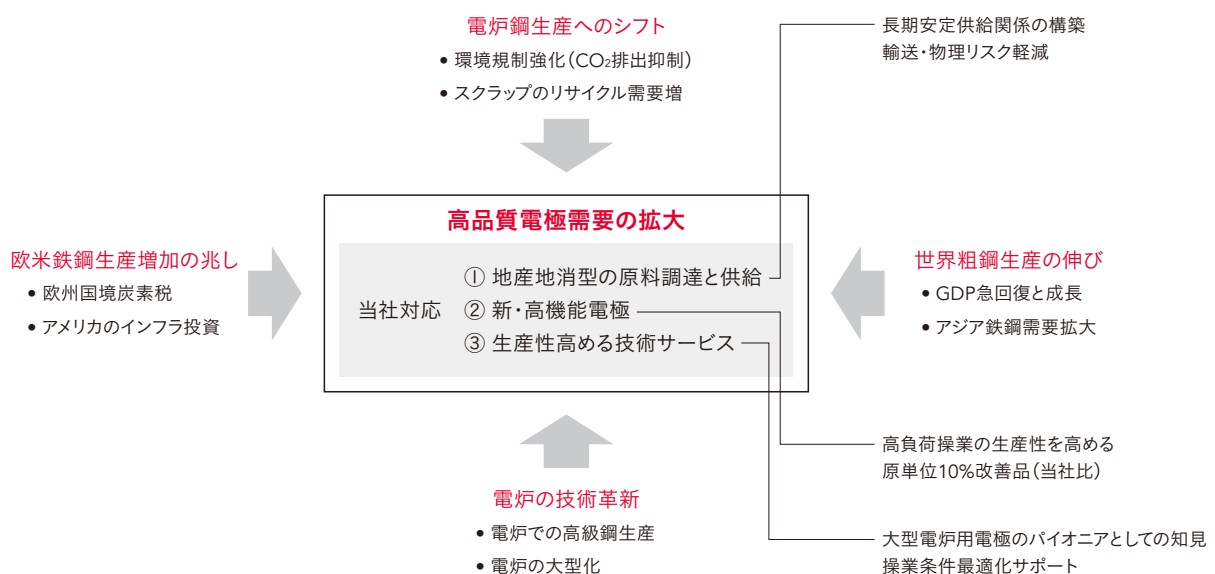 電炉鋼生産へのシフト
• 環境規制強化（CO₂排出抑制）
• スクラップのリサイクル需要増
長期安定供給関係の構築
輸送・物理リスク軽減
高品質電極需要の拡大
当社対応
① 地産地消型の原料調達と供給
② 新・高機能電極
③ 生産性高める技術サービス
欧米鉄鋼生産増加の兆し
• 欧州国境炭素税
• アメリカのインフラ投資
世界粗鋼生産の伸び
• GDP急回復と成長
• アジア鉄鋼需要拡大
電炉の技術革新
• 電炉での高級鋼生産
• 電炉の大型化
高負荷操業の生産性を高める
原単位10%改善品（当社比）
大型電炉用電極のパイオニアとしての知見
操業条件最適化サポート